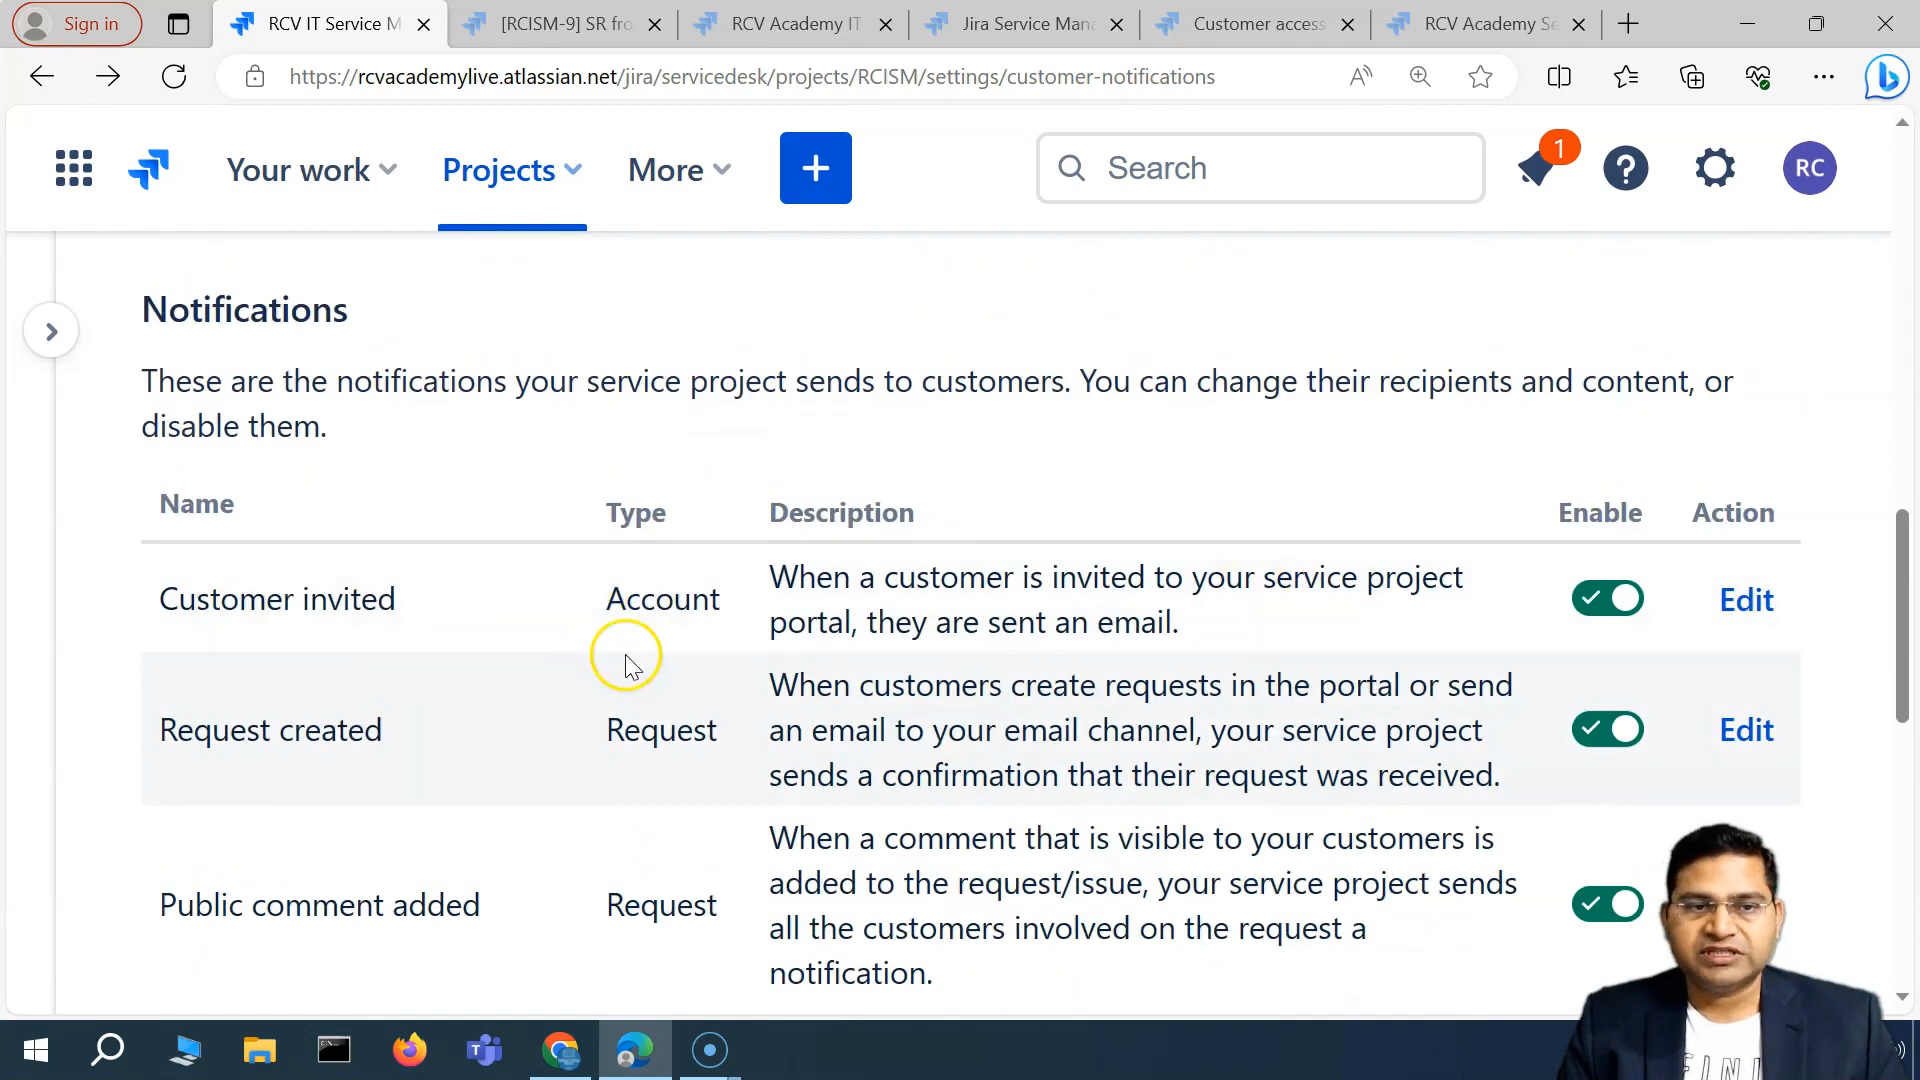 Sign in
RCV IT Service M
[RCISM-9] SR fro
RCV Academy IT
Jira Service Mana
Customer access
RCV Academy Se
https://rcvacademylive.atlassian.net/jira/servicedesk/projects/RCISM/settings/customer-notifications
Your work
Projects
More
Search
1
RC
Notifications
These are the notifications your service project sends to customers. You can change their recipients and content, or
disable them.
Name Type Description Enable Action
Customer invited Account When a customer is invited to your service project
portal, they are sent an email. Edit
When customers create requests in the portal or send
Request created Request an email to your email channel, your service project Edit
sends a confirmation that their request was received.
When a comment that is visible to your customers is
added to the request/issue, your service project sends
Public comment added Request
all the customers involved on the request a
notification.